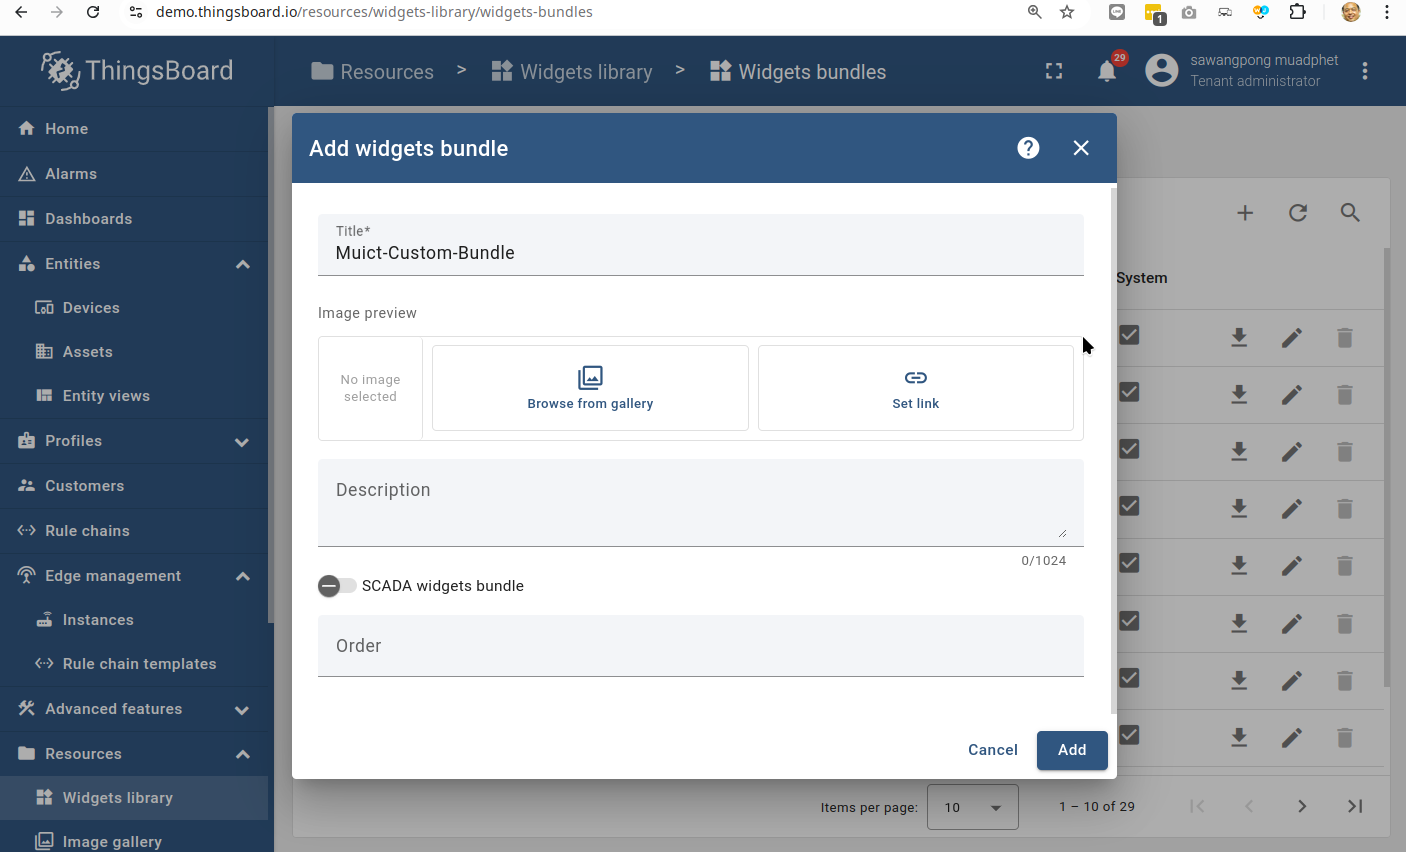 demo.thingsboard.io/resources/widgets-library/widgets-bundles
1
ThingsBoard
Resources > Widgets library > Widgets bundles
29
sawangpong muadphet
Tenant administrator
Home
Alarms
Dashboards
Entities
Devices
Assets
Entity views
Profiles
Customers
Rule chains
Edge management
Instances
Rule chain templates
Advanced features
Resources
Widgets library
Image gallery
Add widgets bundle
Title*
Muict-Custom-Bundle
Image preview
No image
selected
Browse from gallery
Set link
Description
0/1024
SCADA widgets bundle
Order
Cancel
Add
System
Items per page:
10
1 – 10 of 29